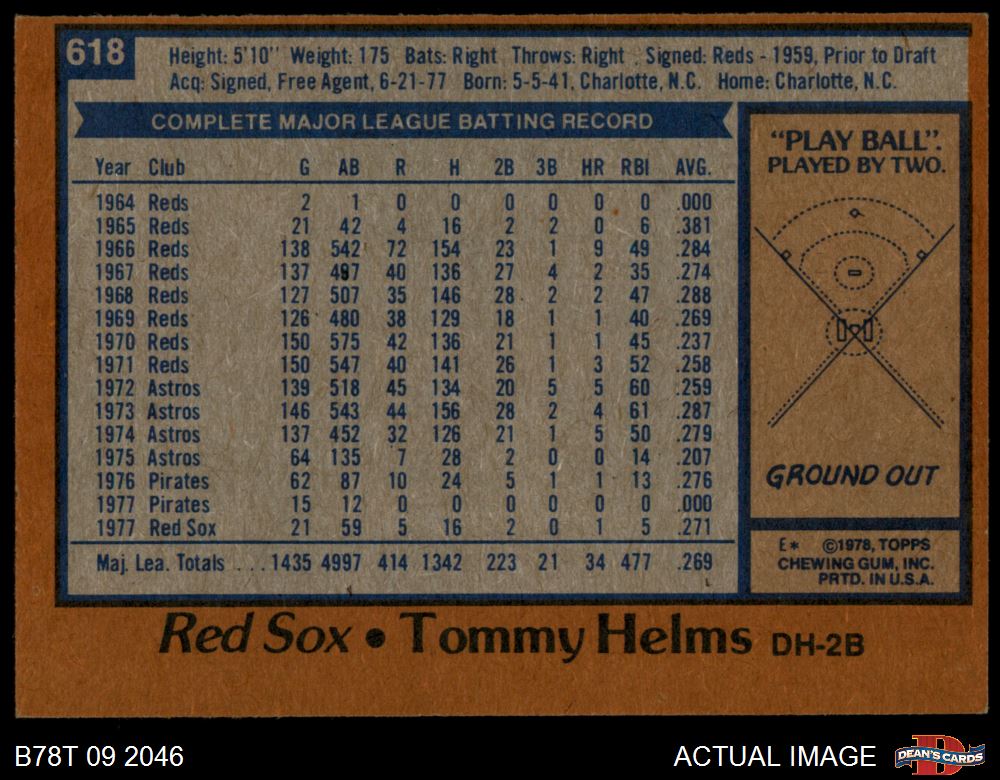 618
Height: 5'10" Weight: 175 Bats: Right Throws: Right . Signed: Reds - 1959, Prior to Draft
Acq: Signed, Free Agent, 6-21-77 Born: 5-5-41, Charlotte, N.C. Home: Charlotte, N.C.
COMPLETE MAJOR LEAGUE BATTING RECORD
Year Club G AB R H 2B 3B HR RBI AVG.
1964 Reds 2 1 0 0 0 0 0 0 .000
1965 Reds 21 42 4 16 2 2 0 6 .381
1966 Reds 138 542 72 154 23 1 9 49 .284
1967 Reds 137 497 40 136 27 4 2 35 .274
1968 Reds 127 507 35 146 28 2 2 47 .288
1969 Reds 126 480 38 129 18 1 1 40 .269
1970 Reds 150 575 42 136 21 1 1 45 .237
1971 Reds 150 547 40 141 26 1 3 52 .258
1972 Astros 139 518 45 134 20 5 5 60 .259
1973 Astros 146 543 44 156 28 2 4 61 .287
1974 Astros 137 452 32 126 21 1 5 50 .279
1975 Astros 64 135 7 28 2 0 0 14 .207
1976 Pirates 62 87 10 24 5 1 1 13 .276
1977 Pirates 15 12 0 0 0 0 0 0 .000
1977 Red Sox 21 59 5 16 2 0 1 5 .271
Maj. Lea. Totals ... 1435 4997 414 1342 223 21 34 477 .269
"PLAY BALL".
PLAYED BY TWO.
GROUND OUT
E* ©1978, TOPPS
CHEWING GUM, INC.
PRTD. IN U.S.A.
Red Sox • Tommy Helms DH-2B
B78T 09 2046
ACTUAL IMAGE
D
DEAN'S CARDS